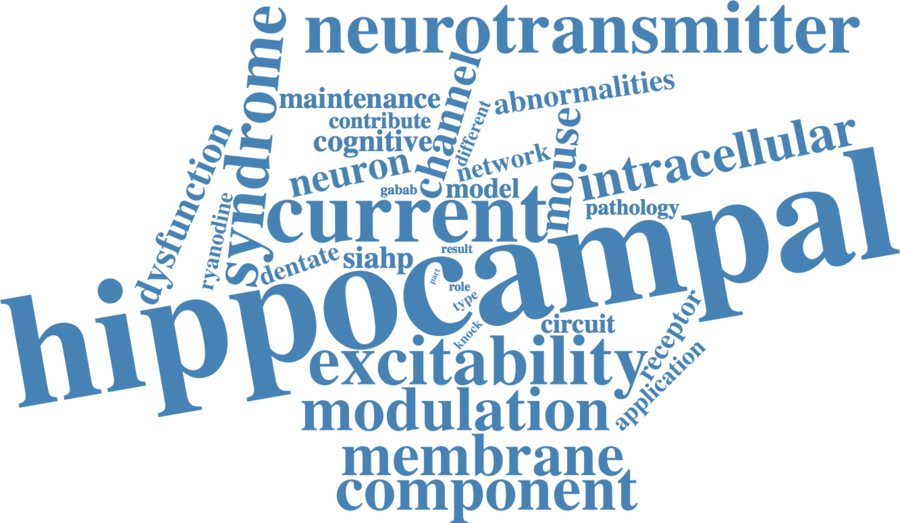 neurotransmitter
syndrome
maintenance
channel
abnormalities
contribute
different
cognitive
mouse
dysfunction
neuron
network
intracellular
gabab
model
ryanodine
current
pathology
dentate
siahp
result
hippocampal
part
role
type
knock
circuit
receptor
excitability
application
modulation
membrane
component